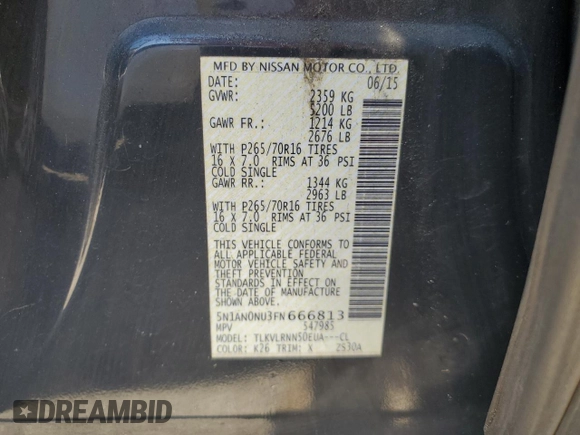 MFD BY NISSAN MOTOR CO., LTD.
DATE: 06/15
GVWR: 2359 KG
5200 LB
GAWR FR.: 1214 KG
2676 LB
WITH P265/70R16 TIRES
16 X 7.0 RIMS AT 36 PSI
COLD SINGLE
GAWR RR.: 1344 KG
2963 LB
WITH P265/70R16 TIRES
16 X 7.0 RIMS AT 36 PSI
COLD SINGLE
THIS VEHICLE CONFORMS TO
ALL APPLICABLE FEDERAL
MOTOR VEHICLE SAFETY AND
THEFT PREVENTION
STANDARDS IN EFFECT ON
THE DATE OF MANUFACTURE
SHOWN ABOVE.
5N1AN0NU3FN666813
MPV 547985
MODEL: TLKVLRNN50EUA---CL
COLOR: K26 TRIM: X 2S30A
DREAMBID